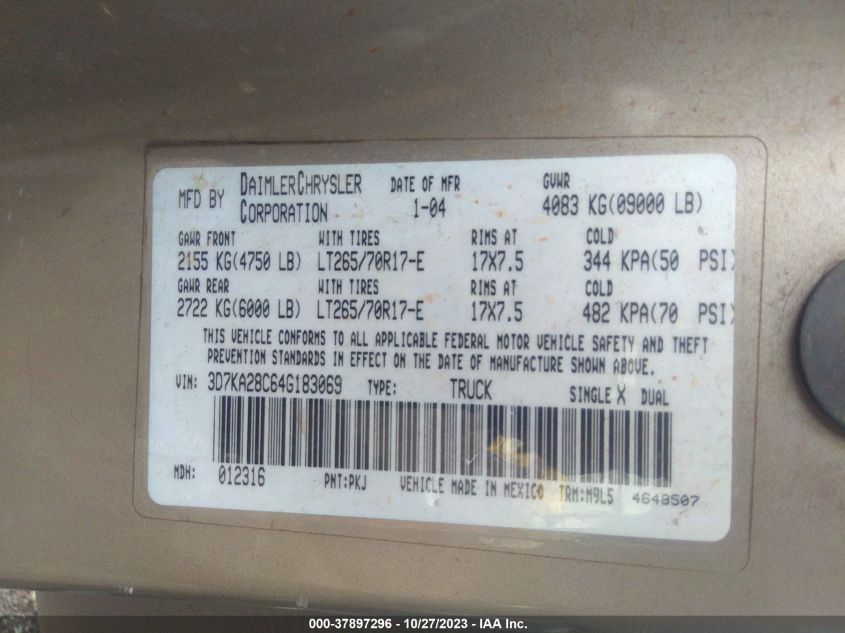 MFD BY DAIMLERCHRYSLER CORPORATION DATE OF MFR 1-04 GVWR 4083 KG(09000 LB)
GAWR FRONT WITH TIRES RIMS AT COLD
2155 KG(4750 LB) LT265/70R17-E 17X7.5 344 KPA(50 PSI)
GAWR REAR WITH TIRES RIMS AT COLD
2722 KG(6000 LB) LT265/70R17-E 17X7.5 482 KPA(70 PSI)
THIS VEHICLE CONFORMS TO ALL APPLICABLE FEDERAL MOTOR VEHICLE SAFETY AND THEFT
PREVENTION STANDARDS IN EFFECT ON THE DATE OF MANUFACTURE SHOWN ABOVE.
VIN: 3D7KA28C64G183069 TYPE: TRUCK SINGLE X DUAL
MDH: 012316 PNT:PKJ VEHICLE MADE IN MEXICO TRM:M9L5 4648507
000-37897296 - 10/27/2023 - IAA Inc.